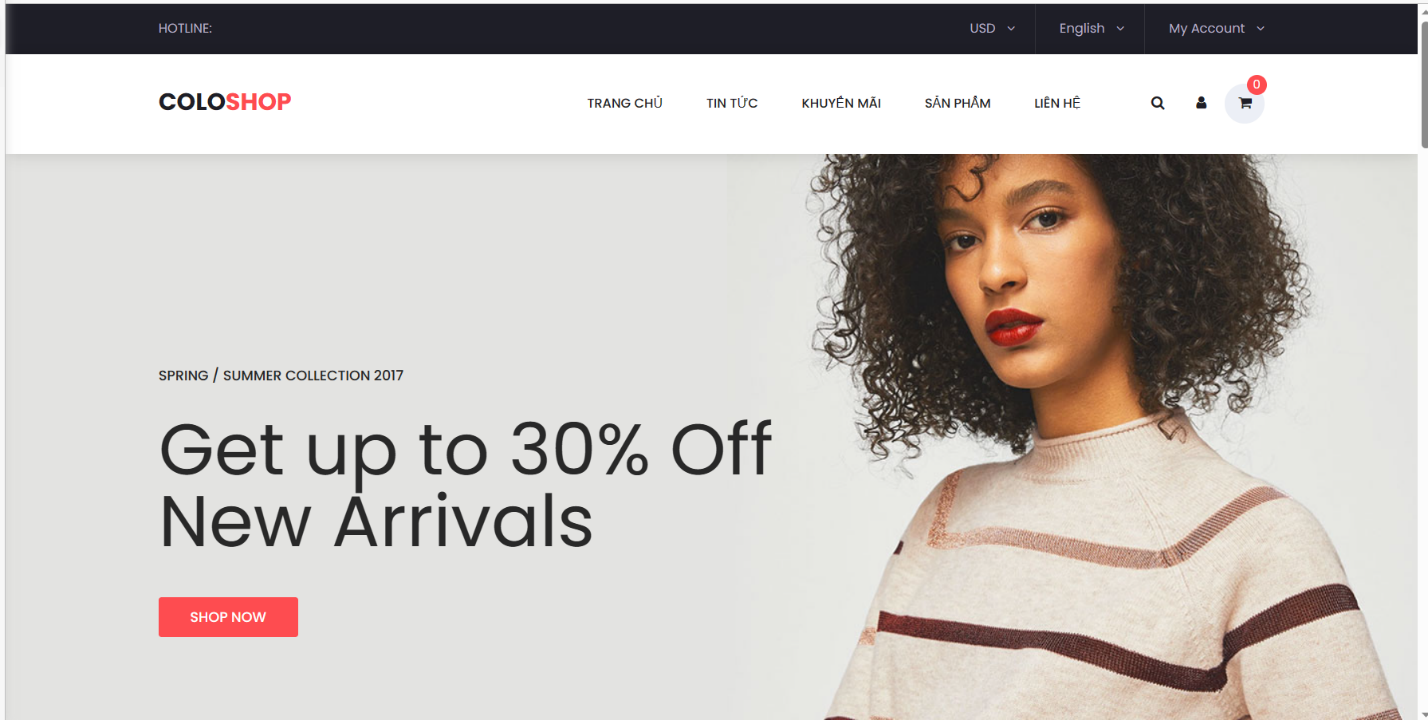 HOTLINE:
USD English My Account
COLOSHOP
TRANG CHỦ TIN TỨC KHUYẾN MÃI SẢN PHẨM LIÊN HỆ
0
SPRING / SUMMER COLLECTION 2017
Get up to 30% Off
New Arrivals
SHOP NOW